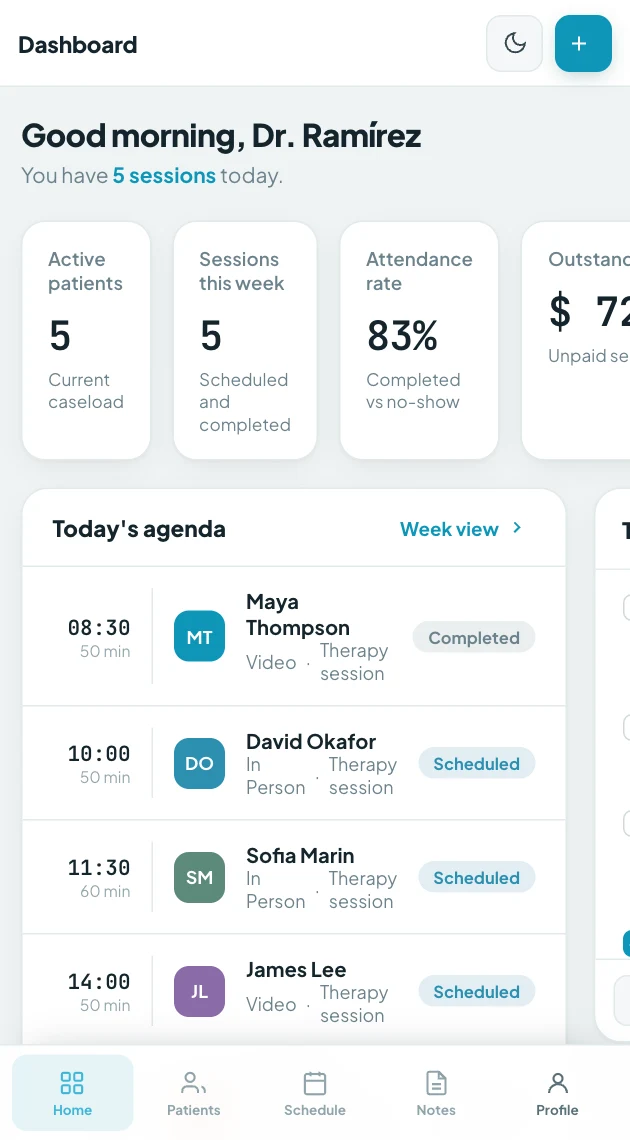 Dashboard
+
Good morning, Dr. Ramírez
You have 5 sessions today.
Active
patients
5
Current
caseload
Sessions
this week
5
Scheduled
and
completed
Attendance
rate
83%
Completed
vs no-show
$
Today's agenda
Week view
08:30
50 min
MT
Maya
Thompson
Video · Therapy
session
Completed
10:00
50 min
DO
David Okafor
In Person · Therapy
session
Scheduled
11:30
60 min
SM
Sofia Marin
In Person · Therapy
session
Scheduled
14:00
50 min
JL
James Lee
Video · Therapy
session
Scheduled
Home
Patients
Schedule
Notes
Profile